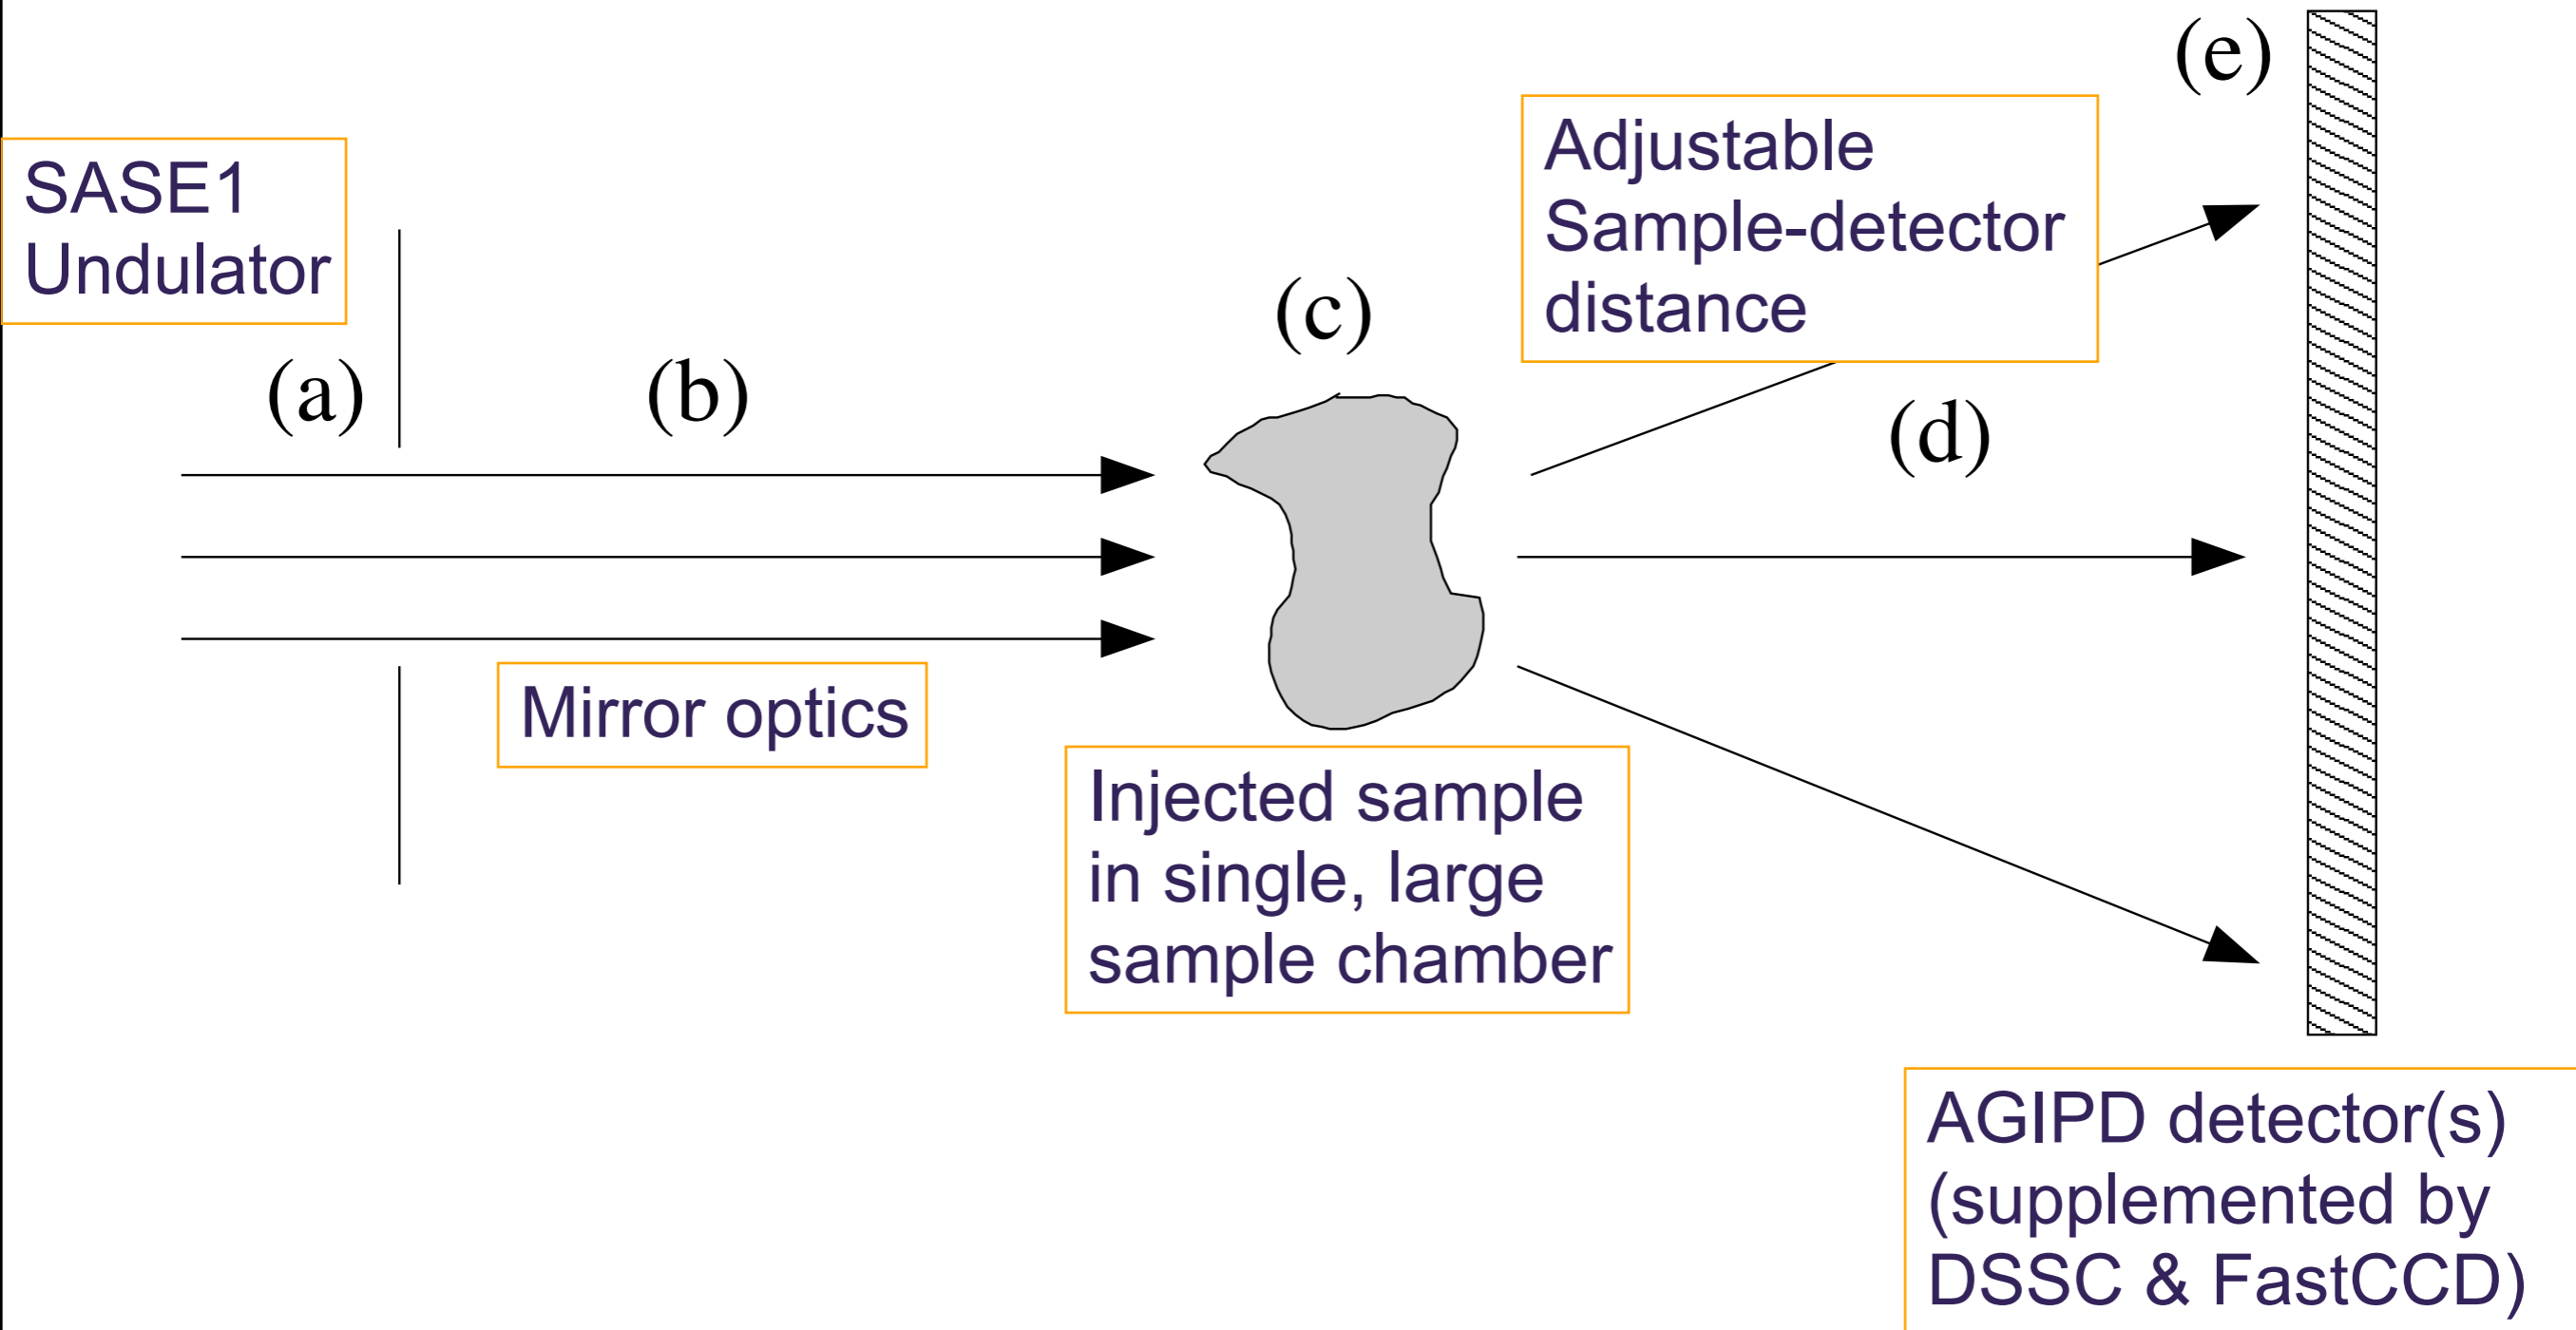 (e)
SASE1
Undulator
Adjustable
Sample-detector
distance
(a)
(b)
(c)
(d)
Mirror optics
Injected sample
in single, large
sample chamber
AGIPD detector(s)
(supplemented by
DSSC & FastCCD)